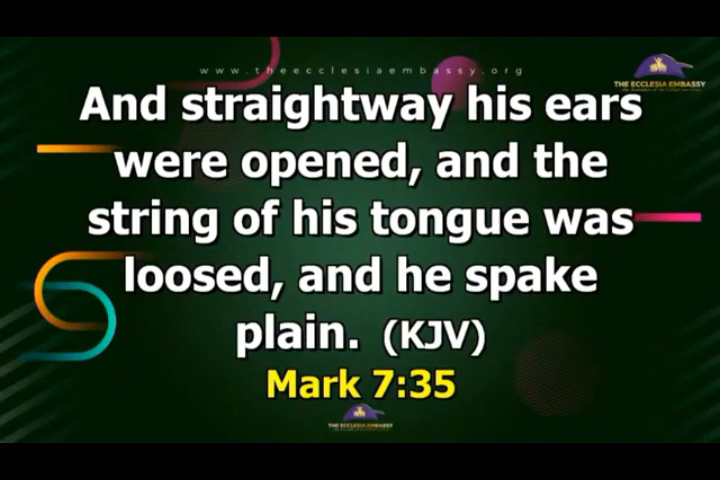 www.theecclesiaembassy.org
THE ECCLESIA EMBASSY
And straightway his ears
were opened, and the
string of his tongue was
loosed, and he spake
plain. (KJV)
Mark 7:35
THE ECCLESIA EMBASSY